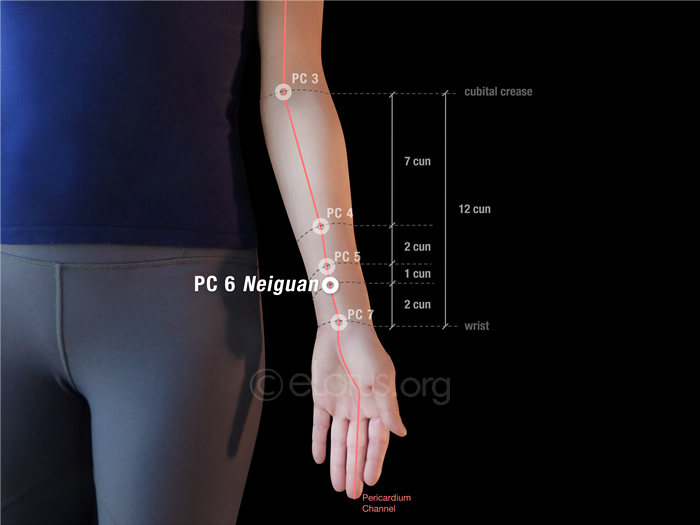 PC 3
cubital crease
7 cun
12 cun
PC 4
2 cun
PC 5
1 cun
PC 6 Neiguan
2 cun
PC 7
wrist
© eLotus.org
Pericardium
Channel